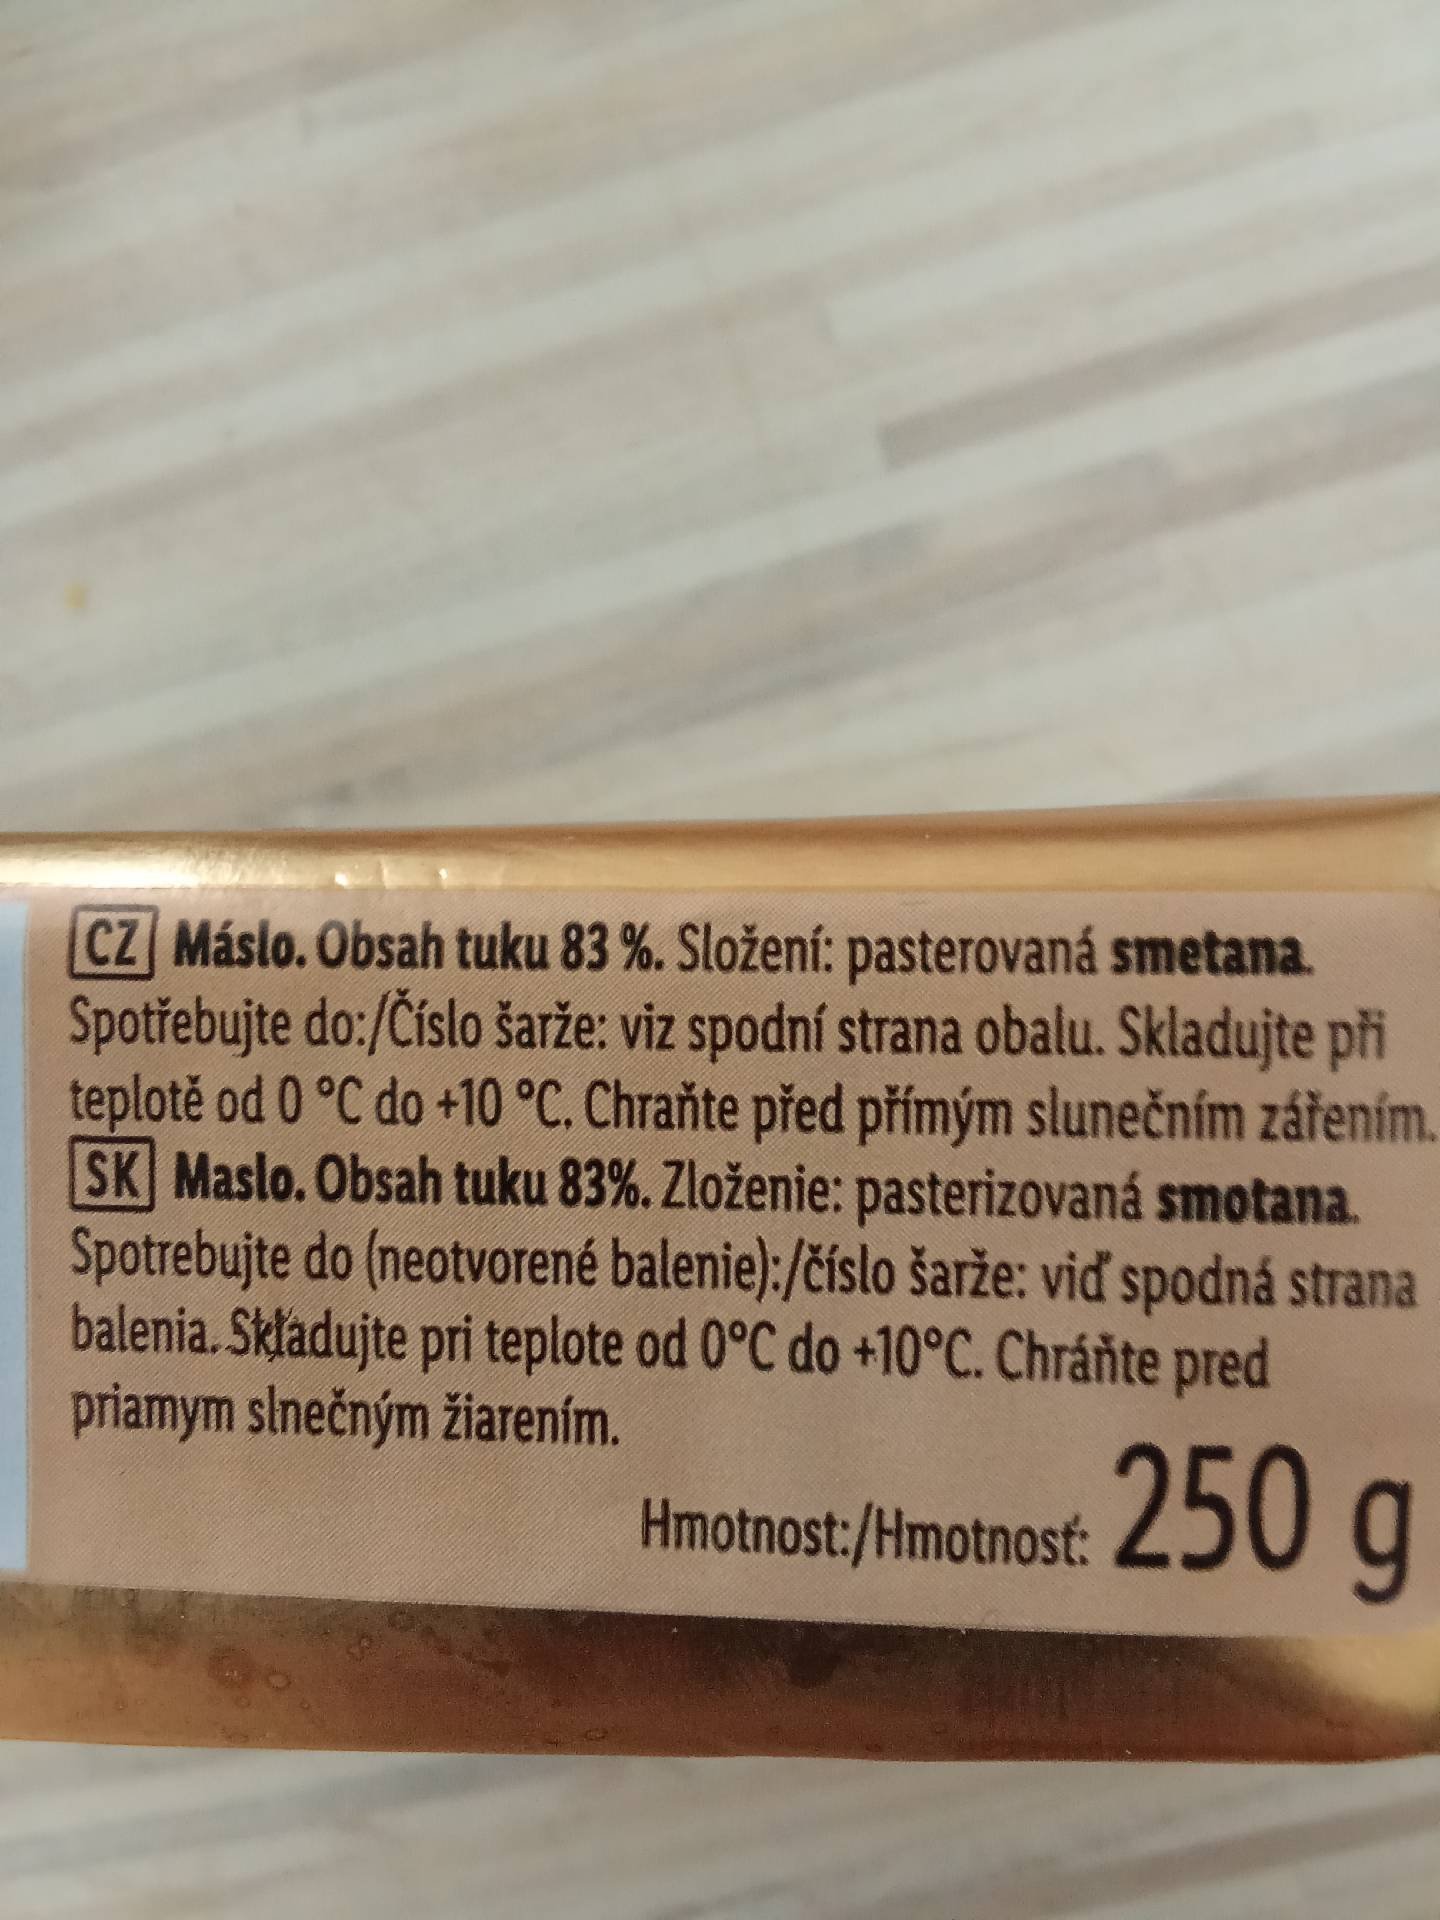 CZ Máslo. Obsah tuku 83 %. Složení: pasterovaná smetana.
Spotřebujte do:/Číslo šarže: viz spodní strana obalu. Skladujte při
teplotě od 0 °C do +10 °C. Chraňte před přímým slunečním zářením.
SK Maslo. Obsah tuku 83%. Zloženie: pasterizovaná smotana.
Spotrebujte do (neotvorené balenie):/číslo šarže: viď spodná strana
balenia. Skladujte pri teplote od 0°C do +10°C. Chráňte pred
priamym slnečným žiarením.
Hmotnost:/Hmotnosť: 250 g